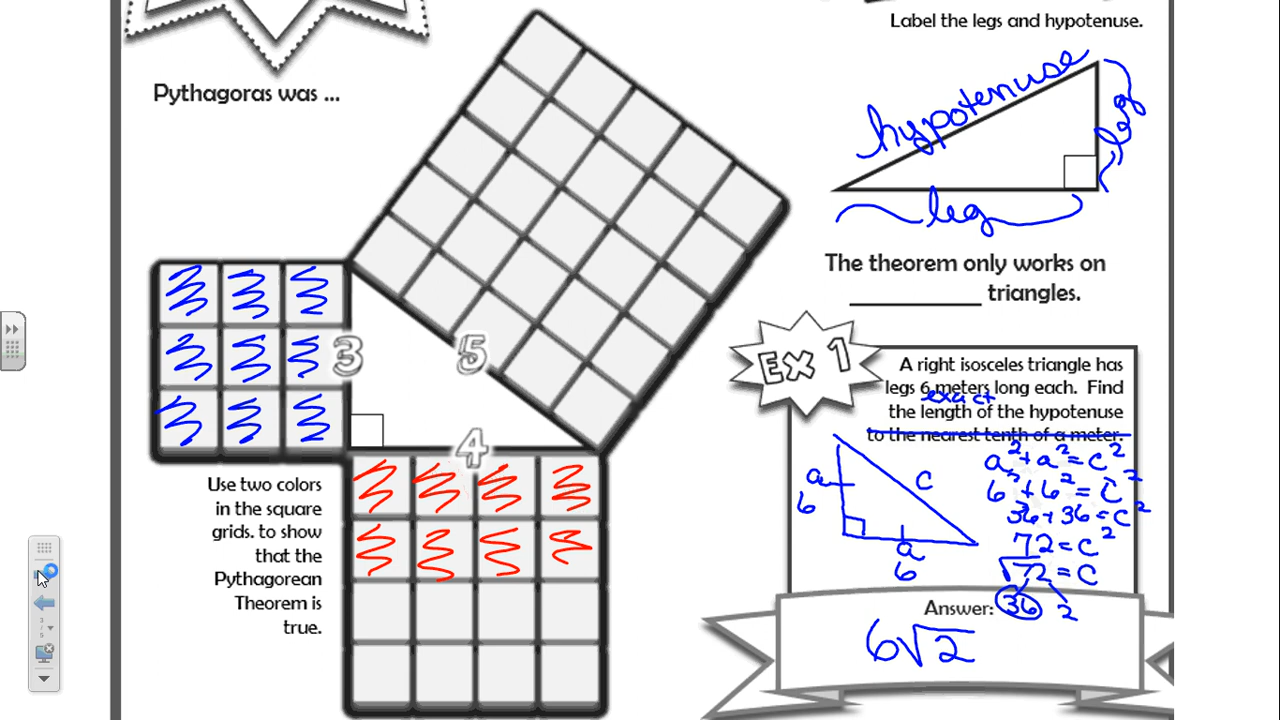 Label the legs and hypotenuse.
Pythagoras was ...
hypotenuse
leg
leg
The theorem only works on
____________ triangles.
3
5
4
Use two colors
in the square
grids. to show
that the
Pythagorean
Theorem is
true.
Ex 1
A right isosceles triangle has
legs 6 meters long each. Find
exact
the length of the hypotenuse
to the nearest tenth of a meter.
a
6
c
a
6
a² + a² = c²
6² + 6² = c²
36 + 36 = c²
72 = c²
√72 = c
36 2
Answer:
6√2